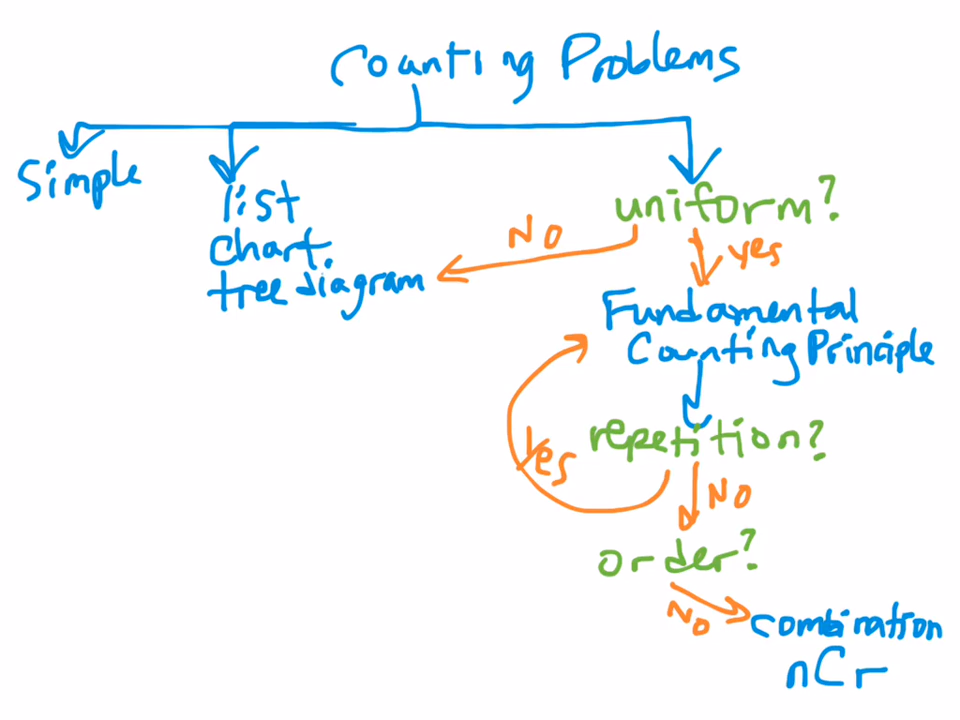 Counting Problems
Simple
list
chart.
tree diagram
uniform?
No
yes
Fundamental
Counting Principle
repetition?
Yes
No
order?
No
combination
nCr